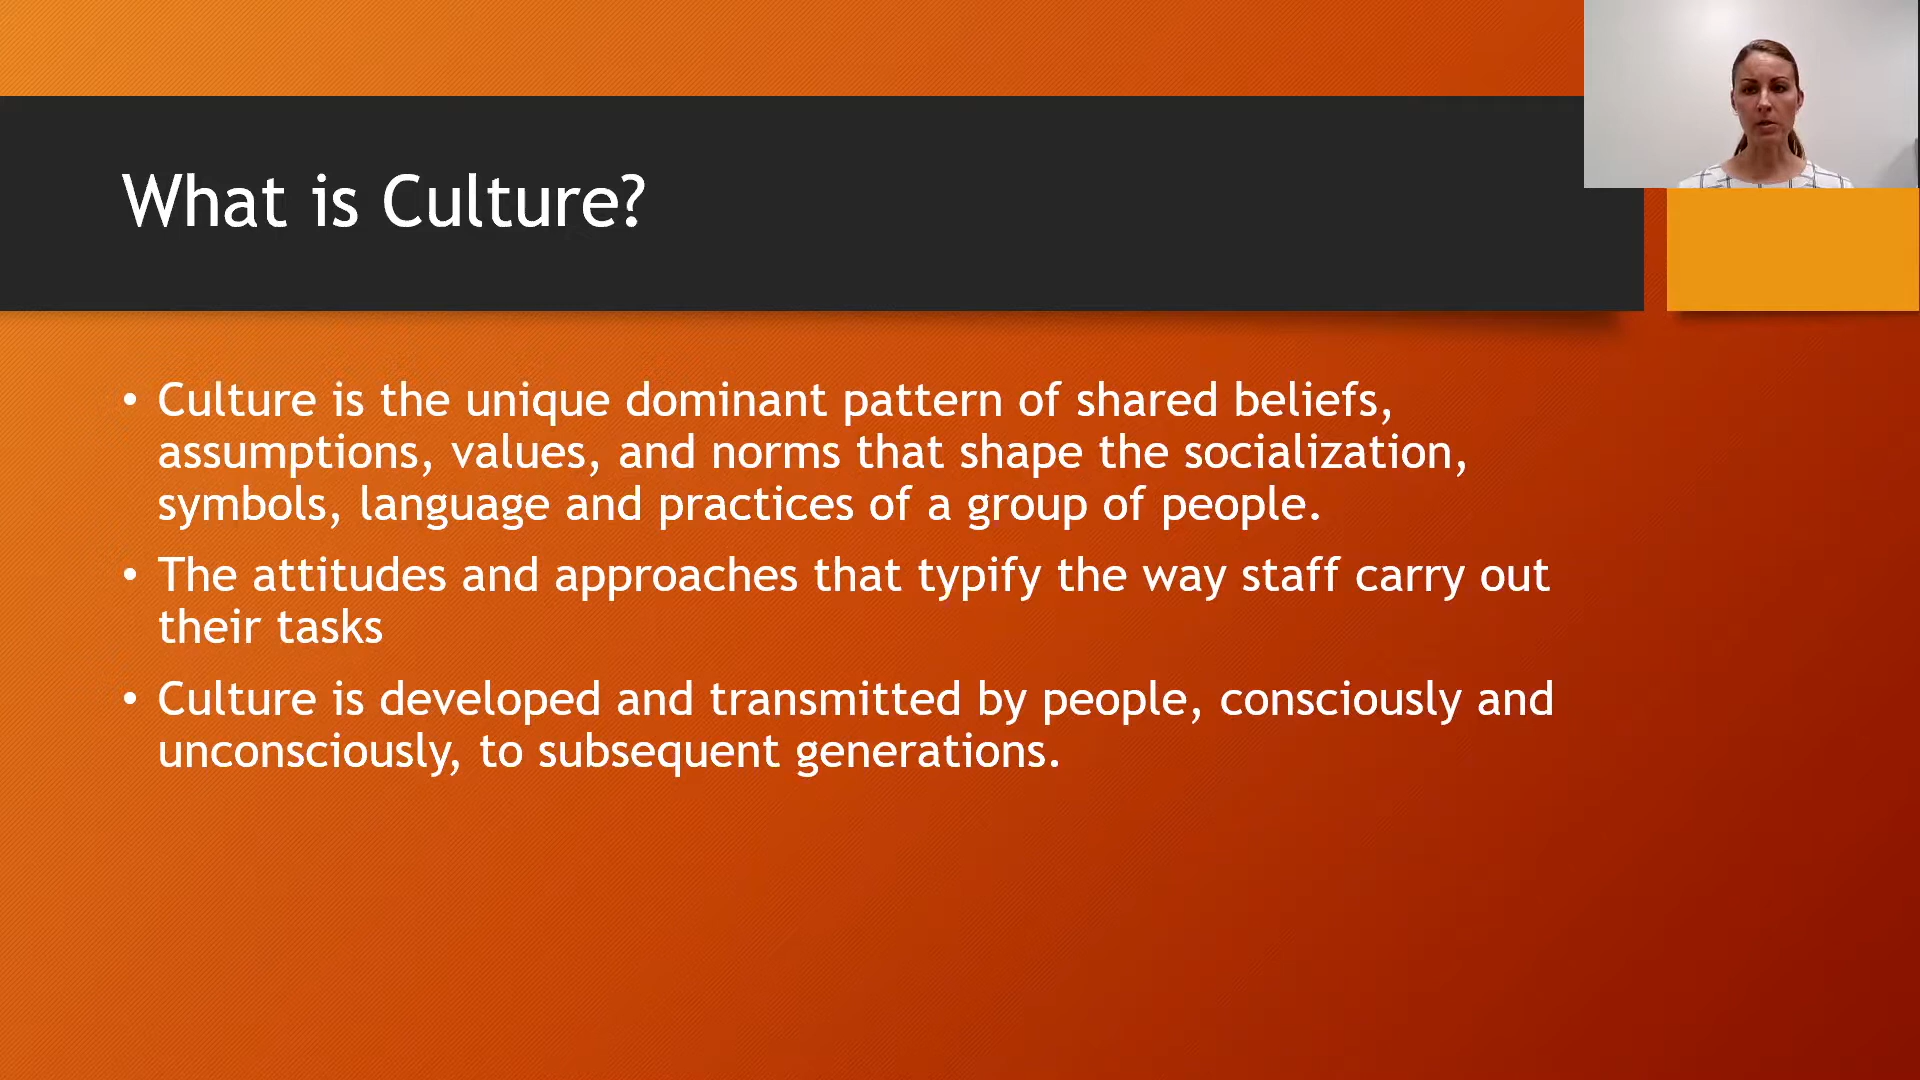 What is Culture?
• Culture is the unique dominant pattern of shared beliefs,
assumptions, values, and norms that shape the socialization,
symbols, language and practices of a group of people.
• The attitudes and approaches that typify the way staff carry out
their tasks
• Culture is developed and transmitted by people, consciously and
unconsciously, to subsequent generations.